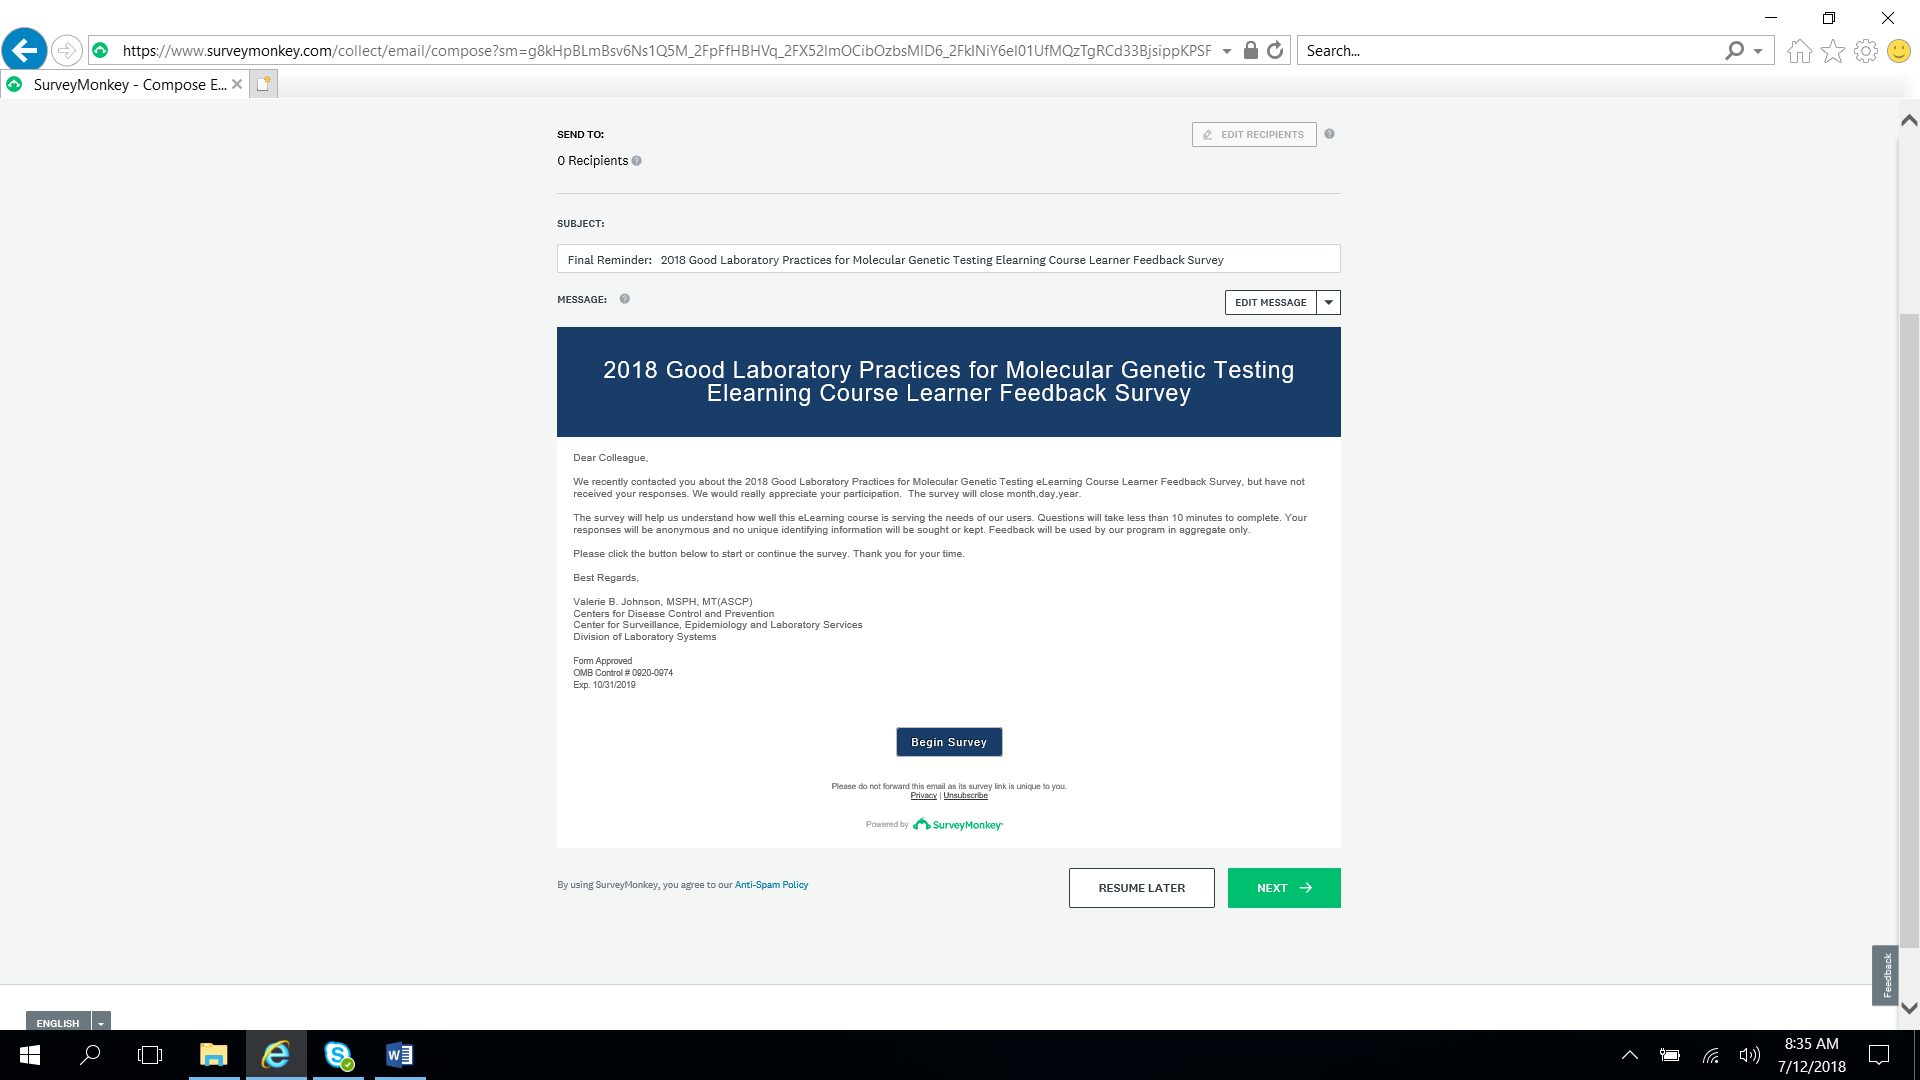 https://www.surveymonkey.com/collect/email/compose?sm=g8kHpBLmBsv6Ns1Q5M_2FpFfHBHVq_2FX52lmOCibOzbsMID6_2FklNiY6el01UfMQzTgRCd33BjsippKPSF
Search...
SurveyMonkey - Compose E...
SEND TO:
EDIT RECIPIENTS
0 Recipients
SUBJECT:
Final Reminder:  2018 Good Laboratory Practices for Molecular Genetic Testing Elearning Course Learner Feedback Survey
MESSAGE:
EDIT MESSAGE
2018 Good Laboratory Practices for Molecular Genetic Testing
Elearning Course Learner Feedback Survey
Dear Colleague,
We recently contacted you about the 2018 Good Laboratory Practices for Molecular Genetic Testing eLearning Course Learner Feedback Survey, but have not
received your responses. We would really appreciate your participation.  The survey will close month,day,year.
The survey will help us understand how well this eLearning course is serving the needs of our users. Questions will take less than 10 minutes to complete. Your
responses will be anonymous and no unique identifying information will be sought or kept. Feedback will be used by our program in aggregate only.
Please click the button below to start or continue the survey. Thank you for your time.
Best Regards,
Valerie B. Johnson, MSPH, MT(ASCP)
Centers for Disease Control and Prevention
Center for Surveillance, Epidemiology and Laboratory Services
Division of Laboratory Systems
Form Approved
OMB Control # 0920-0974
Exp. 10/31/2019
Begin Survey
Please do not forward this email as its survey link is unique to you.
Privacy | Unsubscribe
Powered by SurveyMonkey
By using SurveyMonkey, you agree to our Anti-Spam Policy
RESUME LATER
NEXT
Feedback
ENGLISH
8:35 AM
7/12/2018